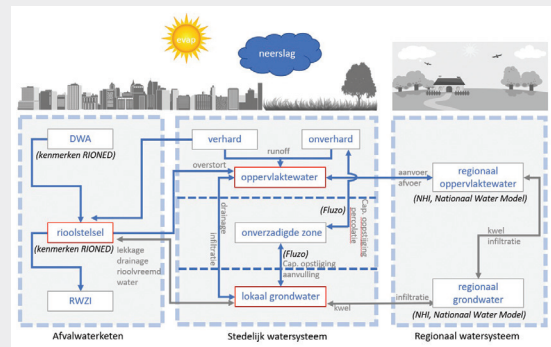 evap
neerslag
DWA
(kenmerken RIONED)
rioolstelsel
(kenmerken RIONED)
lekkage
drainage
rioolvreemd
water
RWZI
Afvalwaterketen
verhard
onverhard
runoff
overstort
oppervlaktewater
drainage
infiltratie
(Fluzo)
Cap. opstijging
percolatie
onverzadigde zone
(Fluzo)
Cap. opstijging
aanvulling
lokaal grondwater
kwel
Stedelijk watersysteem
aanvoer
afvoer
regionaal
oppervlaktewater
(NHI, Nationaal Water Model)
kwel
infiltratie
infiltratie
regionaal
grondwater
(NHI, Nationaal Water Model)
Regionaal watersysteem